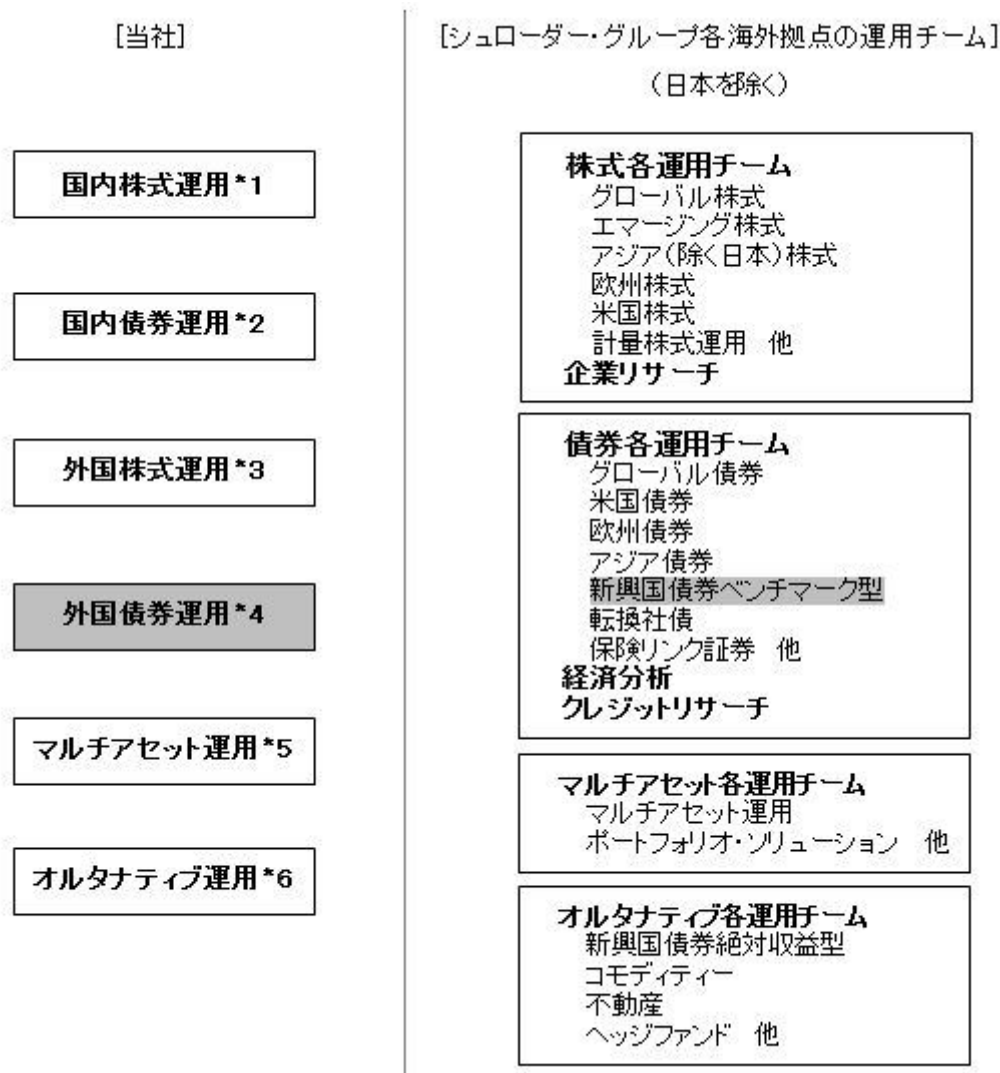 [当社]
国内株式運用*1
国内債券運用*2
外国株式運用*3
外国債券運用*4
マルチアセット運用*5
オルタナティブ運用*6
[シュローダー・グループ各海外拠点の運用チーム]
(日本を除く)
株式各運用チーム
グローバル株式
エマージング株式
アジア(除く日本)株式
欧州株式
米国株式
計量株式運用 他
企業リサーチ
債券各運用チーム
グローバル債券
米国債券
欧州債券
アジア債券
新興国債券ベンチマーク型
転換社債
保険リンク証券 他
経済分析
クレジットリサーチ
マルチアセット各運用チーム
マルチアセット運用
ポートフォリオ・ソリューション 他
オルタナティブ各運用チーム
新興国債券絶対収益型
コモディティー
不動産
ヘッジファンド 他